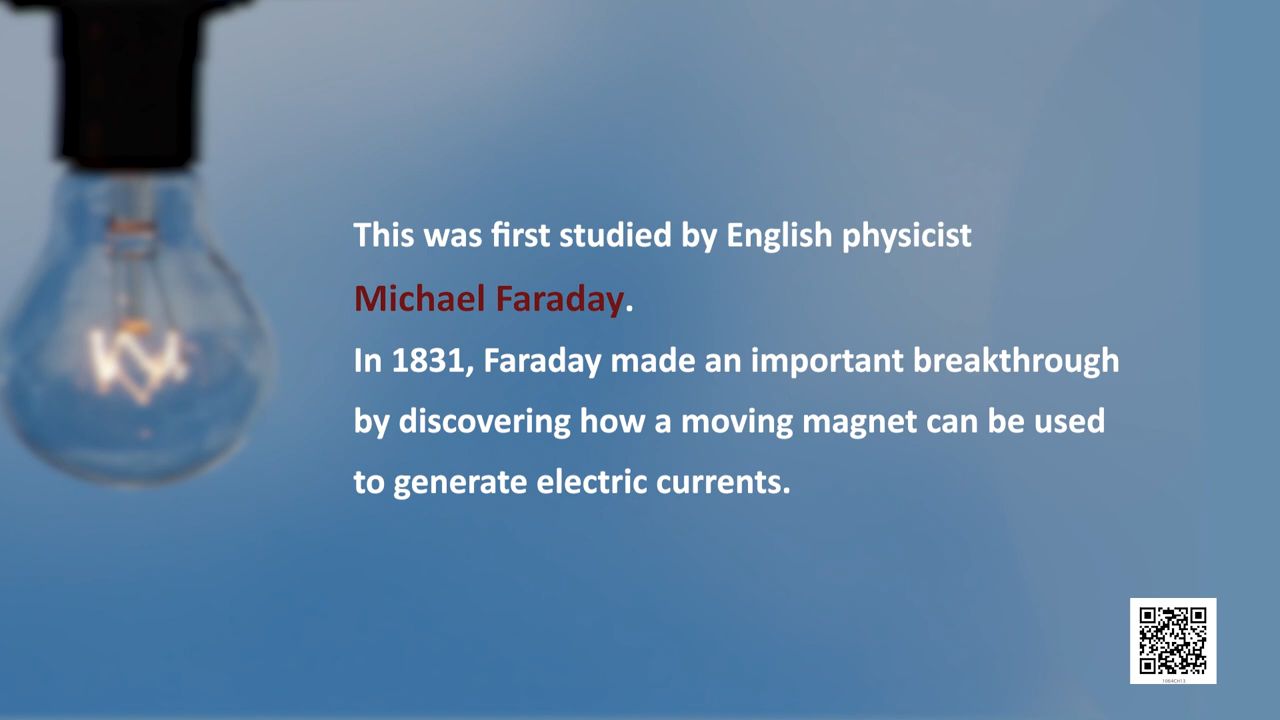 This was first studied by English physicist
Michael Faraday.
In 1831, Faraday made an important breakthrough
by discovering how a moving magnet can be used
to generate electric currents.